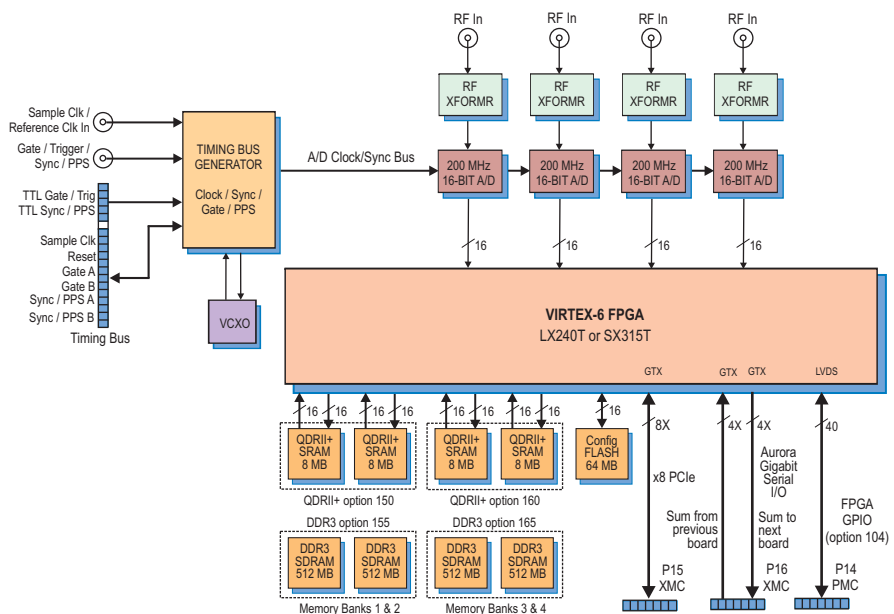 RF In
RF In
RF In
RF In
RF
XFORMR
RF
XFORMR
RF
XFORMR
RF
XFORMR
Sample Clk /
Reference Clk In
Gate / Trigger /
Sync / PPS
TTL Gate / Trig
TTL Sync / PPS
Sample Clk
Reset
Gate A
Gate B
Sync / PPS A
Sync / PPS B
Timing Bus
TIMING BUS
GENERATOR
Clock / Sync /
Gate / PPS
VCXO
A/D Clock/Sync Bus
200 MHz
16-BIT A/D
200 MHz
16-BIT A/D
200 MHz
16-BIT A/D
200 MHz
16-BIT A/D
16
16
16
16
VIRTEX-6 FPGA
LX240T or SX315T
GTX
GTX
GTX
LVDS
16
16
16
16
16
16
16
16
16
8X
4X
4X
40
QDRII+
SRAM
8 MB
QDRII+
SRAM
8 MB
QDRII+
SRAM
8 MB
QDRII+
SRAM
8 MB
Config
FLASH
64 MB
QDRII+ option 150
QDRII+ option 160
DDR3 option 155
DDR3 option 165
DDR3
SDRAM
512 MB
DDR3
SDRAM
512 MB
DDR3
SDRAM
512 MB
DDR3
SDRAM
512 MB
Memory Banks 1 & 2
Memory Banks 3 & 4
x8 PCIe
Aurora
Gigabit
Serial
I/O
Sum from
previous
board
Sum to
next
board
FPGA
GPIO
(option 104)
P15
XMC
P16
XMC
P14
PMC